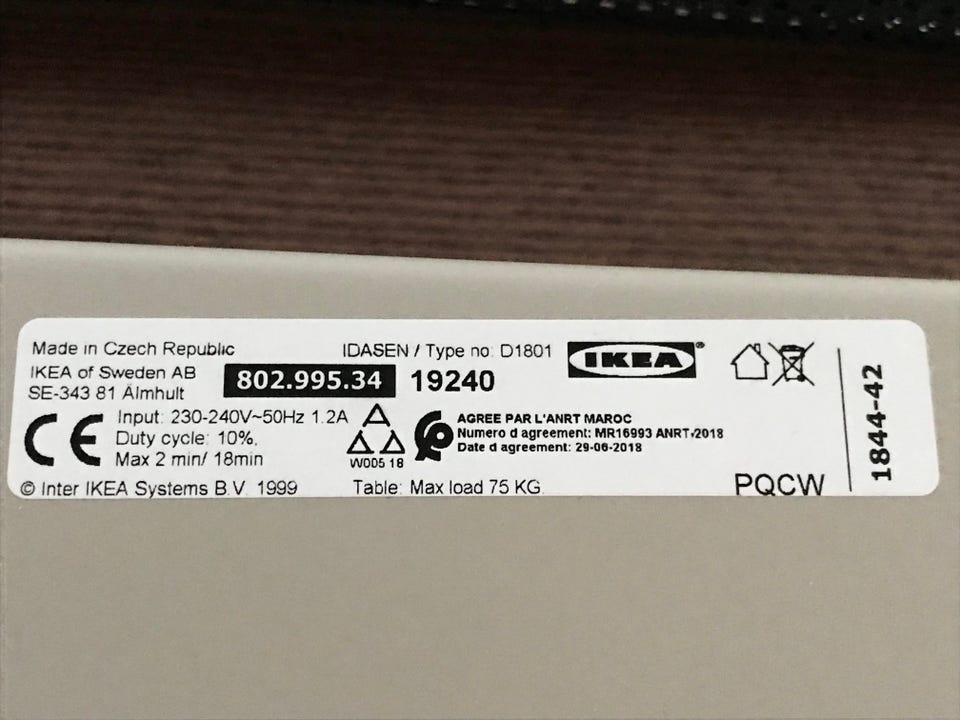 Made in Czech Republic
IDASEN / Type no: D1801
IKEA®
IKEA of Sweden AB
SE-343 81 Älmhult
802.995.34
19240
CE
Input: 230-240V~50Hz 1.2A
Duty cycle: 10%,
Max 2 min/ 18min
W005 18
AGREE PAR L'ANRT MAROC
Numero d agreement: MR16993 ANRT 2018
Date d agreement: 29-06-2018
© Inter IKEA Systems B.V. 1999
Table: Max load 75 KG
PQCW
1844-42